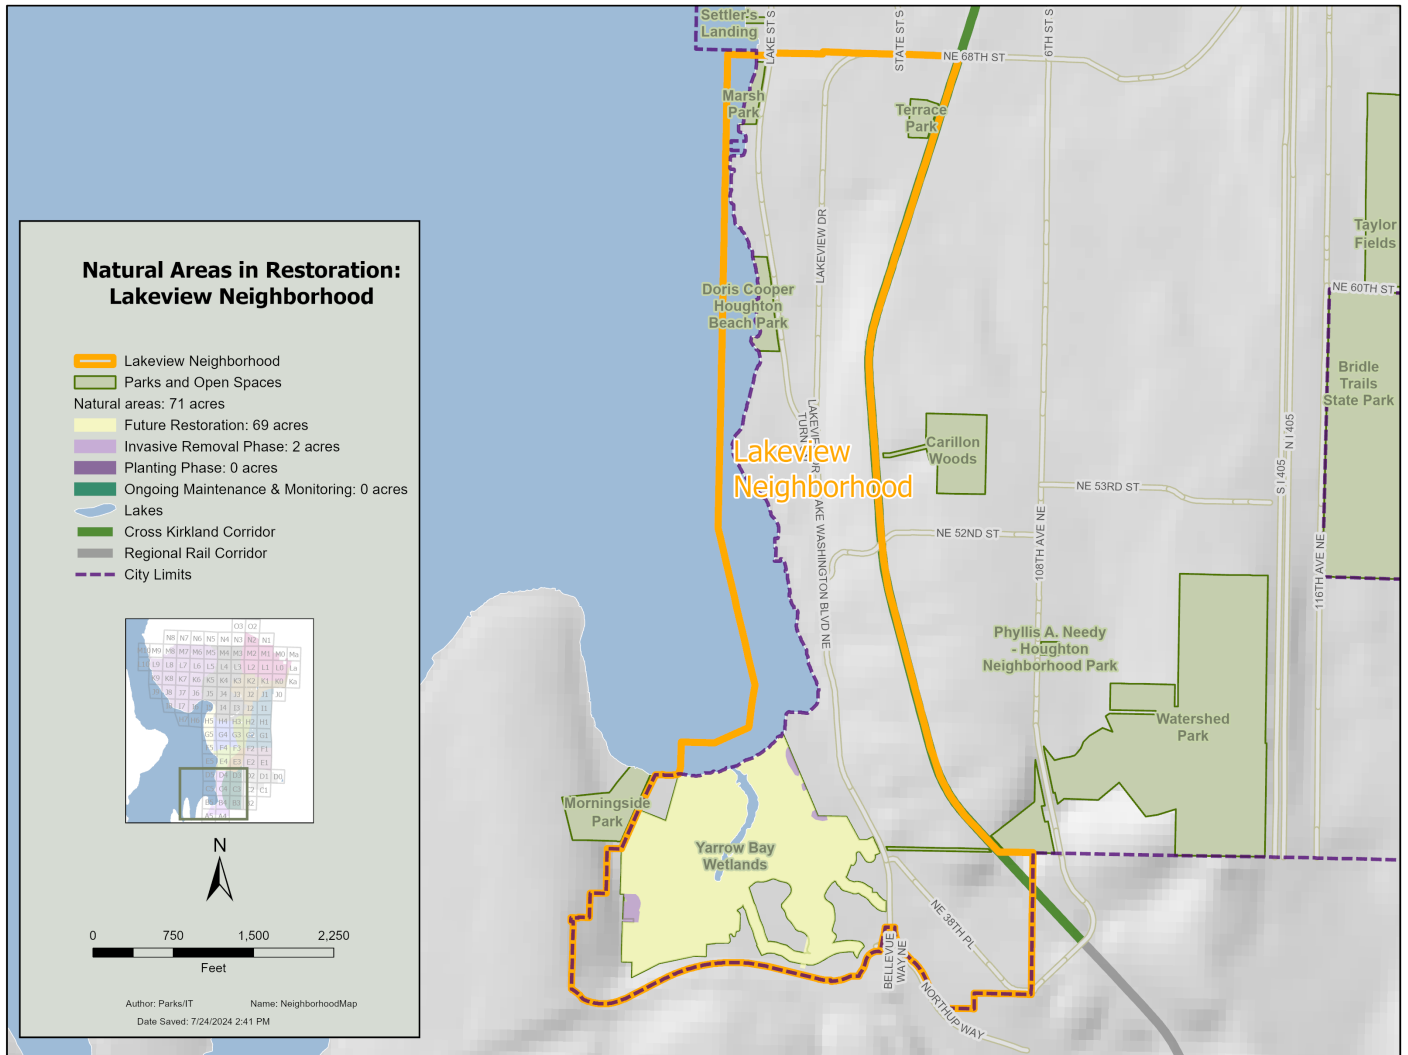 Natural Areas in Restoration:
Lakeview Neighborhood
Lakeview Neighborhood
Parks and Open Spaces
Natural areas: 71 acres
Future Restoration: 69 acres
Invasive Removal Phase: 2 acres
Planting Phase: 0 acres
Ongoing Maintenance & Monitoring: 0 acres
Lakes
Cross Kirkland Corridor
Regional Rail Corridor
City Limits
N
0 750 1,500 2,250
Feet
Author: Parks/IT Name: NeighborhoodMap
Date Saved: 7/24/2024 2:41 PM
Settler's
Landing
LAKE ST S
STATE ST S
6TH ST S
NE 68TH ST
Marsh
Park
Terrace
Park
LAKEVIEW DR
Taylor
Fields
NE 60TH ST
Doris Cooper
Houghton
Beach Park
Bridle
Trails
State Park
Carillon
Woods
Lakeview
Neighborhood
S I 405
N I 405
NE 53RD ST
NE 52ND ST
108TH AVE NE
116TH AVE NE
LAKE WASHINGTON BLVD NE
Phyllis A. Needy
- Houghton
Neighborhood Park
Watershed
Park
Morningside
Park
Yarrow Bay
Wetlands
NE 38TH PL
BELLEVUE
WAY NE
NORTHUP WAY